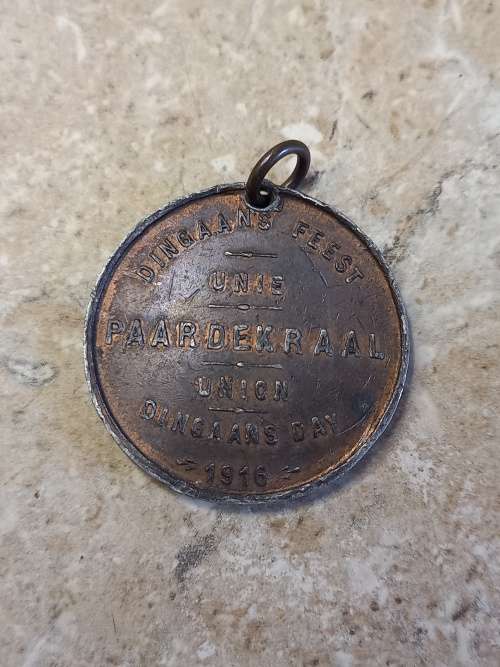 DINGAANS FEEST
UNIE
PAARDEKRAAL
UNION
DINGAANS DAY
1916